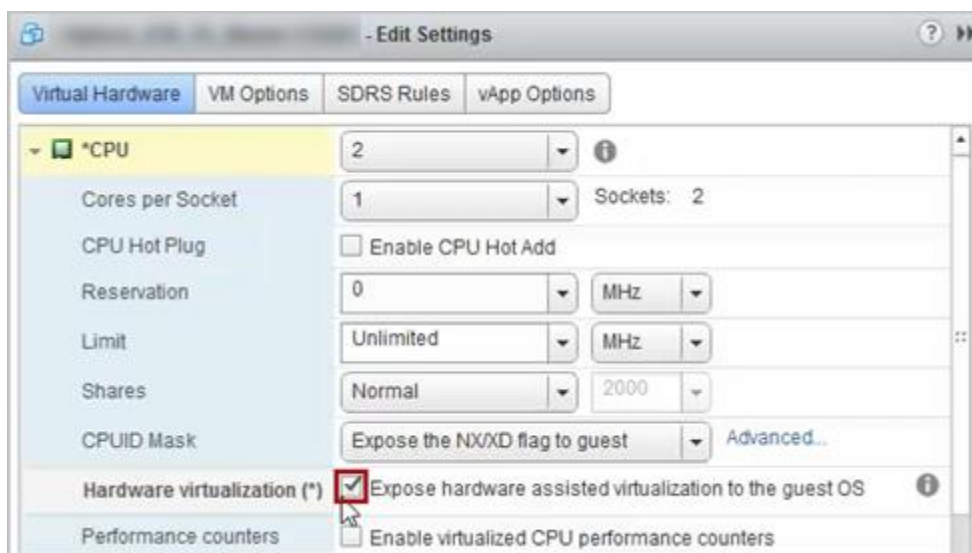 - Edit Settings
Virtual Hardware VM Options SDRS Rules vApp Options
*CPU 2
Cores per Socket 1 Sockets: 2
CPU Hot Plug Enable CPU Hot Add
Reservation 0 MHz
Limit Unlimited MHz
Shares Normal 2000
CPUID Mask Expose the NX/XD flag to guest Advanced...
Hardware virtualization (*) Expose hardware assisted virtualization to the guest OS
Performance counters Enable virtualized CPU performance counters